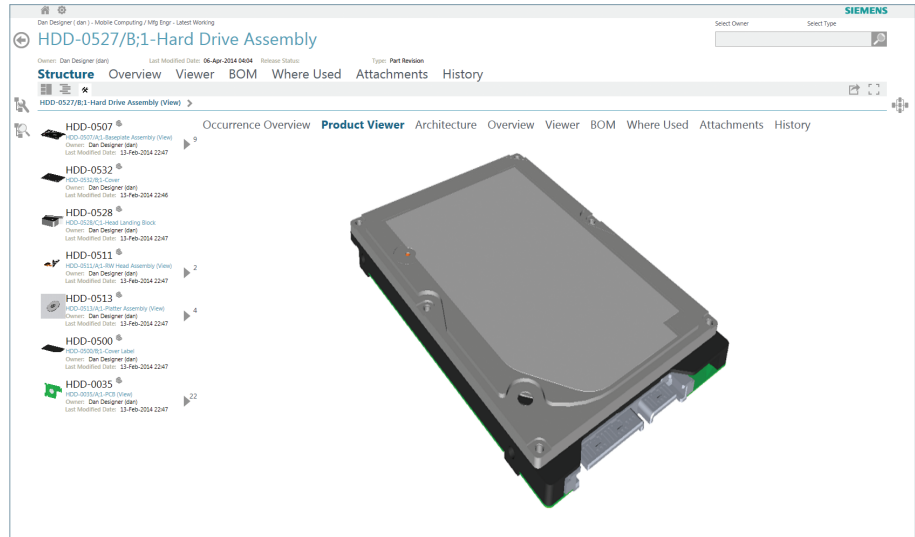 SIEMENS
Dan Designer ( dan ) - Mobile Computing / Mfg Engr - Latest Working
Select Owner Select Type
HDD-0527/B;1-Hard Drive Assembly
Owner: Dan Designer (dan) Last Modified Date: 06-Apr-2014 04:04 Release Status: Type: Part Revision
Structure Overview Viewer BOM Where Used Attachments History
HDD-0527/B;1-Hard Drive Assembly (View)
Occurrence Overview Product Viewer Architecture Overview Viewer BOM Where Used Attachments History
HDD-0507
HDD-0507/A;1-Baseplate Assembly (View)
Owner: Dan Designer (dan)
Last Modified Date: 13-Feb-2014 22:47
9
HDD-0532
HDD-0532/B;1-Cover
Owner: Dan Designer (dan)
Last Modified Date: 13-Feb-2014 22:46
HDD-0528
HDD-0528/C;1-Head Landing Block
Owner: Dan Designer (dan)
Last Modified Date: 13-Feb-2014 22:47
HDD-0511
HDD-0511/A;1-RW Head Assembly (View)
Owner: Dan Designer (dan)
Last Modified Date: 13-Feb-2014 22:47
2
HDD-0513
HDD-0513/A;1-Platter Assembly (View)
Owner: Dan Designer (dan)
Last Modified Date: 13-Feb-2014 22:47
4
HDD-0500
HDD-0500/B;1-Cover Label
Owner: Dan Designer (dan)
Last Modified Date: 13-Feb-2014 22:47
HDD-0035
HDD-0035/A;1-PCB (View)
Owner: Dan Designer (dan)
Last Modified Date: 13-Feb-2014 22:47
22